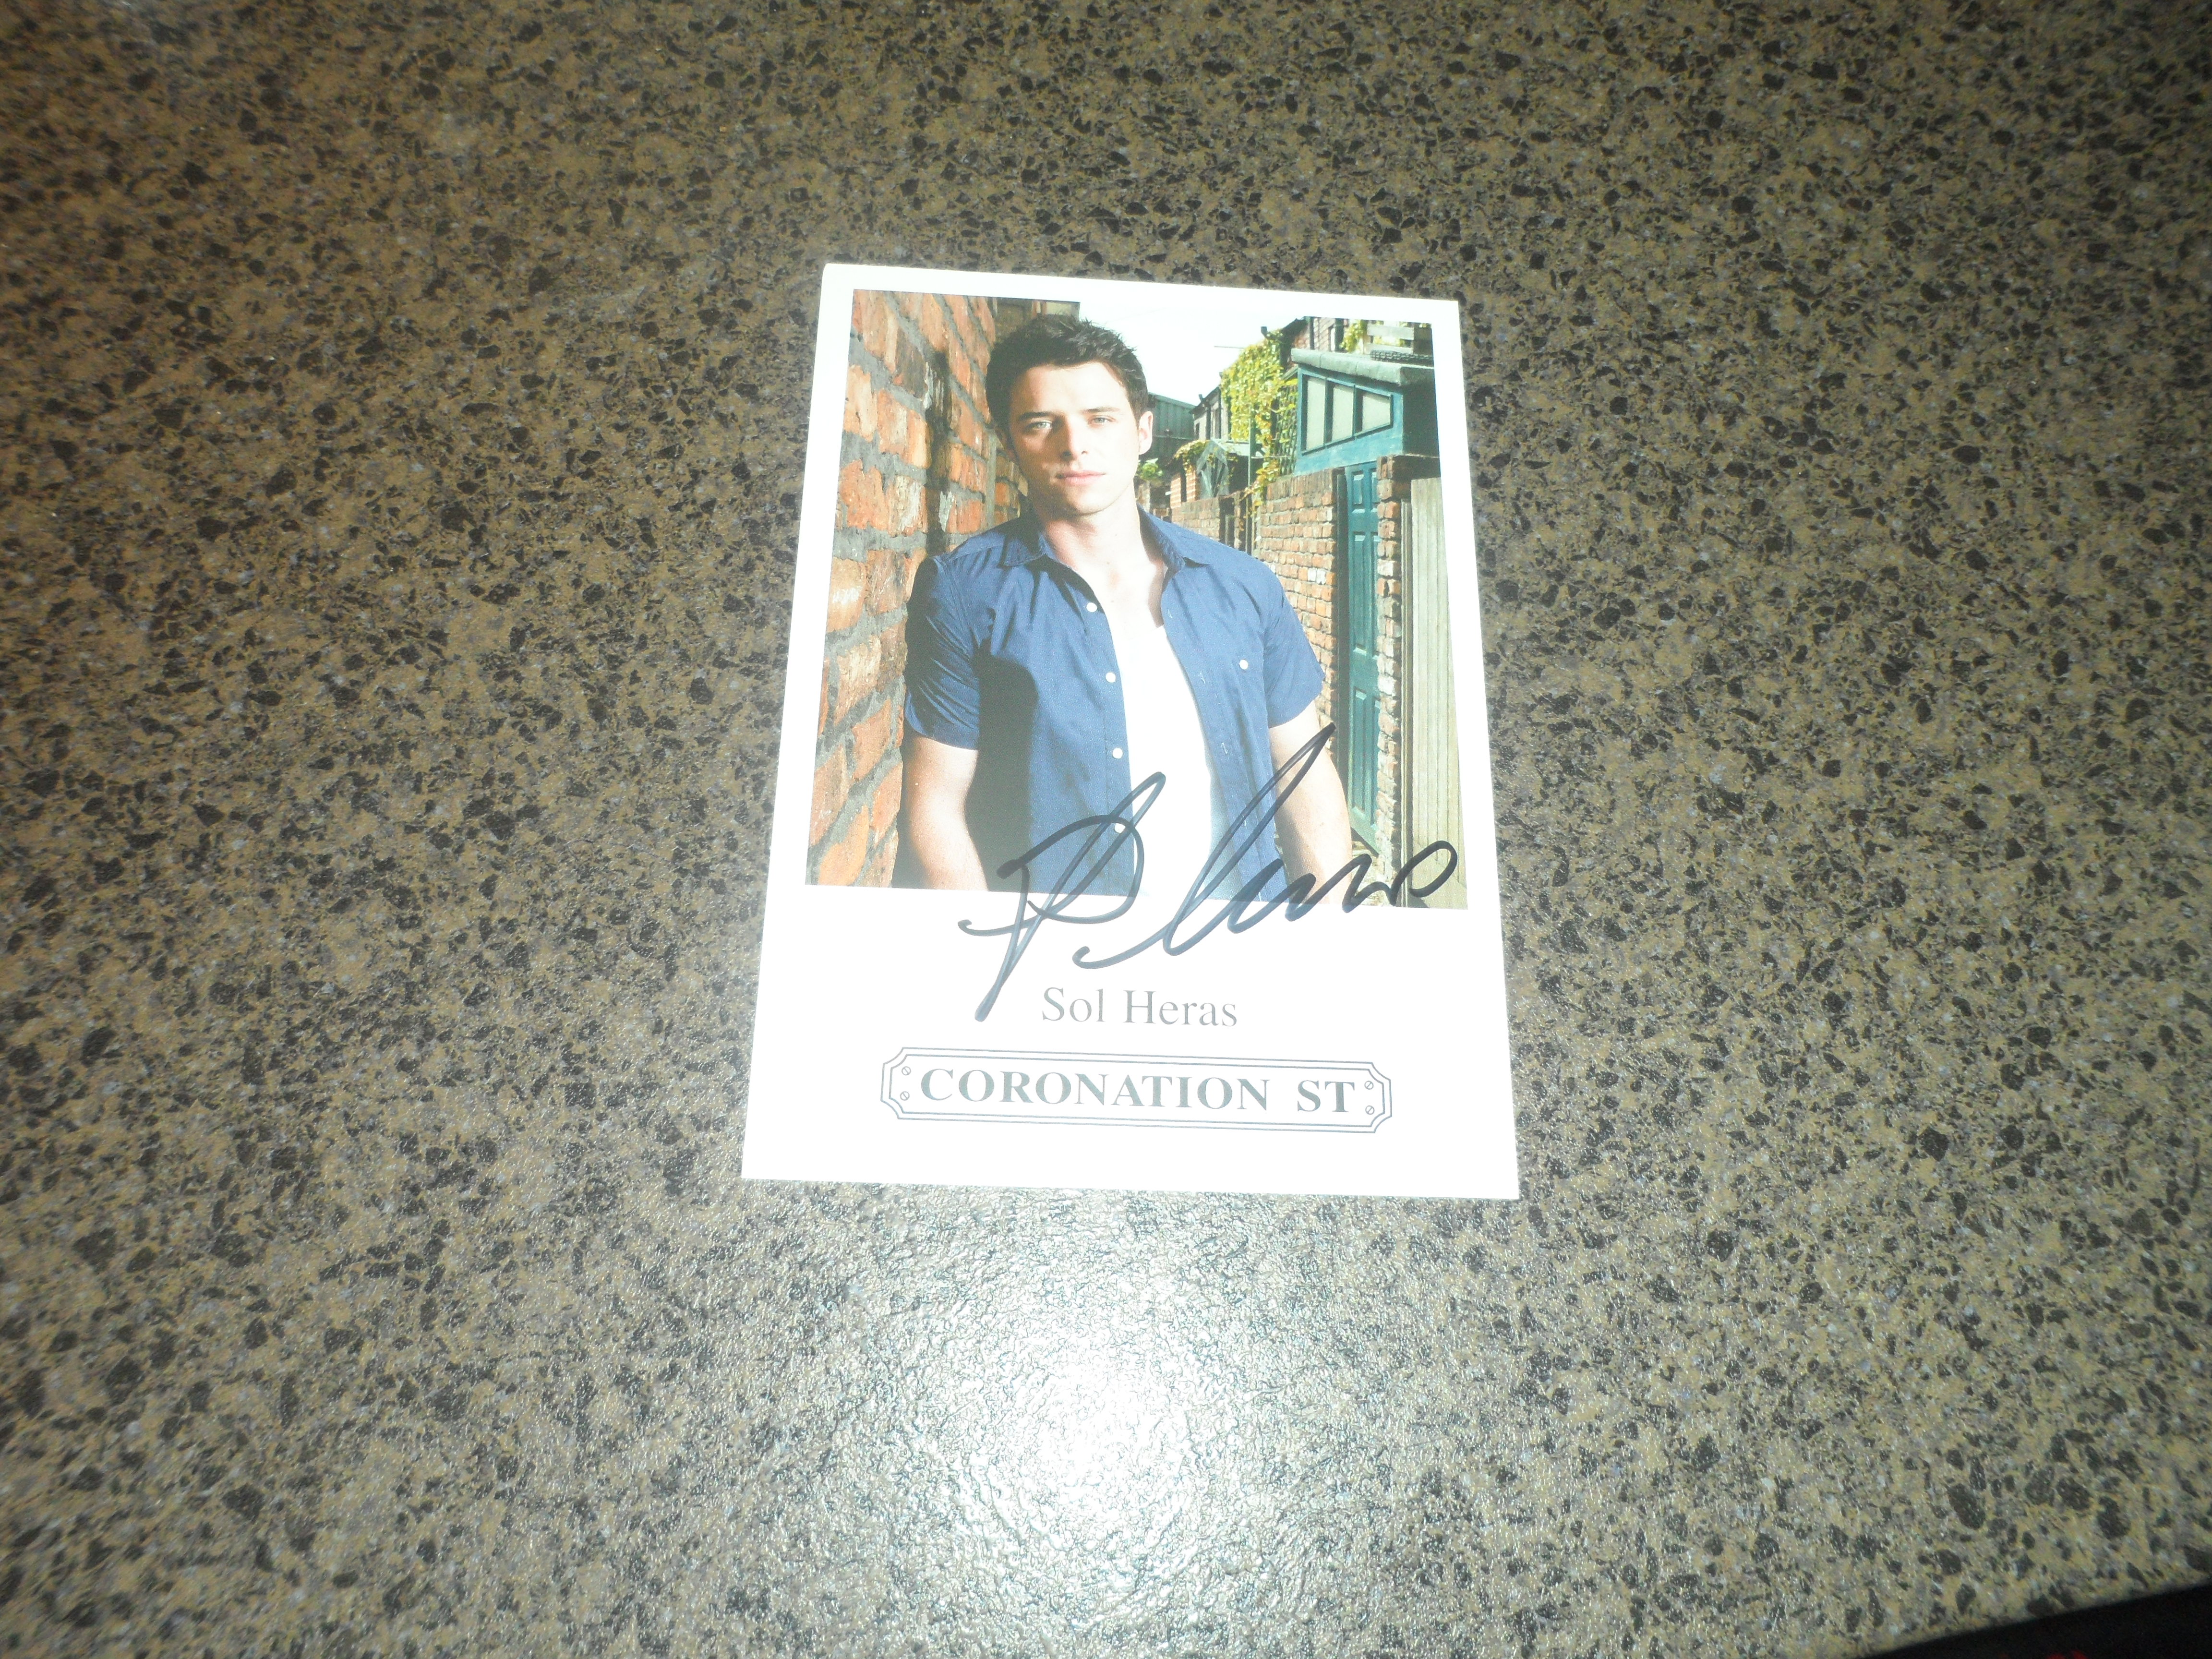 Sol Heras
CORONATION ST